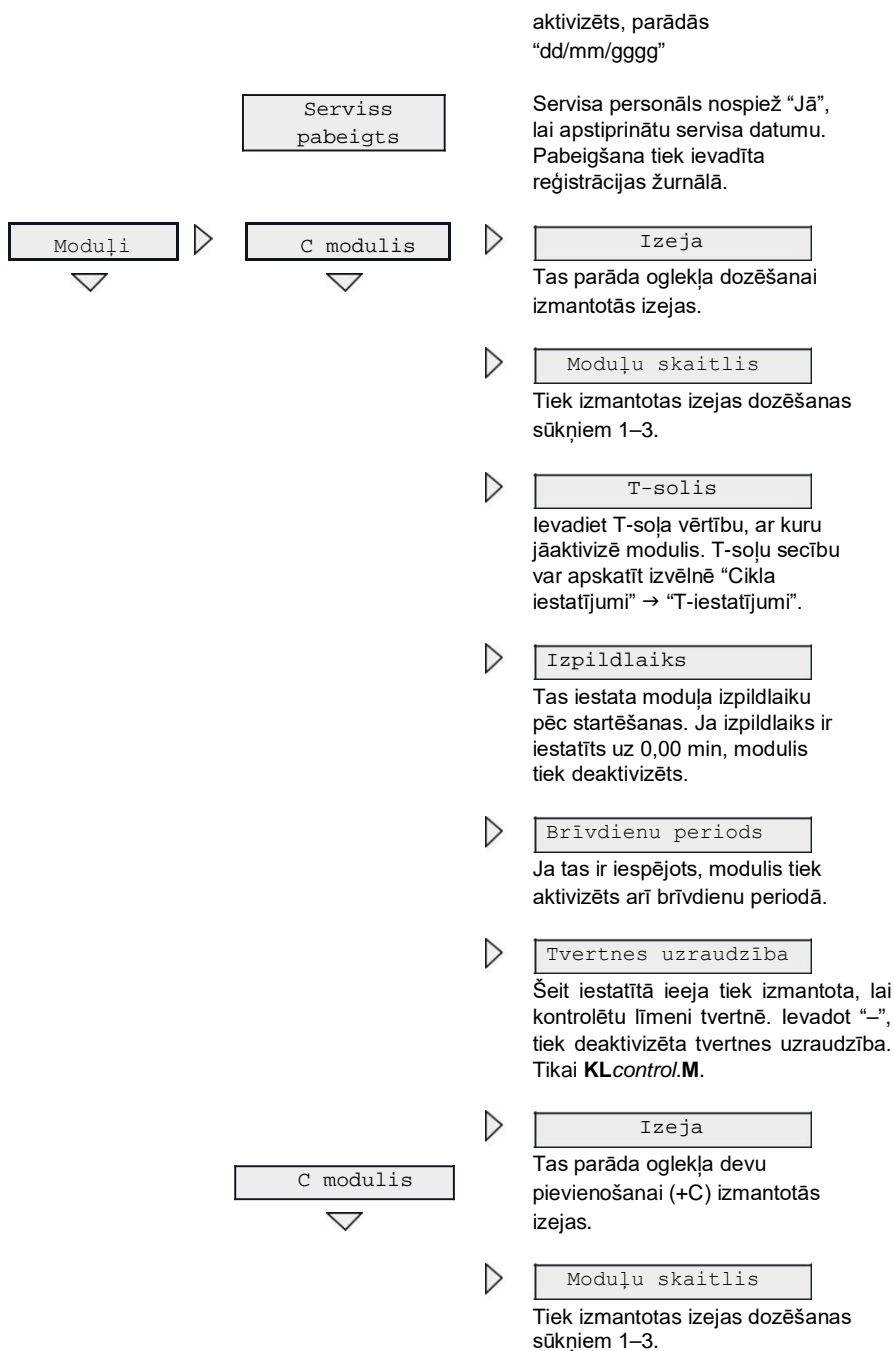 aktivizēts, parādās
“dd/mm/gggg”
Serviss
pabeigts
Servisa personāls nospiež “Jā”,
lai apstiprinātu servisa datumu.
Pabeigšana tiek ievadīta
reģistrācijas žurnālā.
Moduļi
C modulis
Izeja
Tas parāda oglekļa dozēšanai
izmantotās izejas.
Moduļu skaitlis
Tiek izmantotas izejas dozēšanas
sūkņiem 1–3.
T-solis
Ievadiet T-soļa vērtību, ar kuru
jāaktivizē modulis. T-soļu secību
var apskatīt izvēlnē “Cikla
iestatījumi” → “T-iestatījumi”.
Izpildlaiks
Tas iestata moduļa izpildlaiku
pēc startēšanas. Ja izpildlaiks ir
iestatīts uz 0,00 min, modulis
tiek deaktivizēts.
Brīvdienu periods
Ja tas ir iespējots, modulis tiek
aktivizēts arī brīvdienu periodā.
Tvertnes uzraudzība
Šeit iestatītā ieeja tiek izmantota, lai
kontrolētu līmeni tvertnē. Ievadot “–”,
tiek deaktivizēta tvertnes uzraudzība.
Tikai KLcontrol.M.
C modulis
Izeja
Tas parāda oglekļa devu
pievienošanai (+C) izmantotās
izejas.
Moduļu skaitlis
Tiek izmantotas izejas dozēšanas
sūkņiem 1–3.